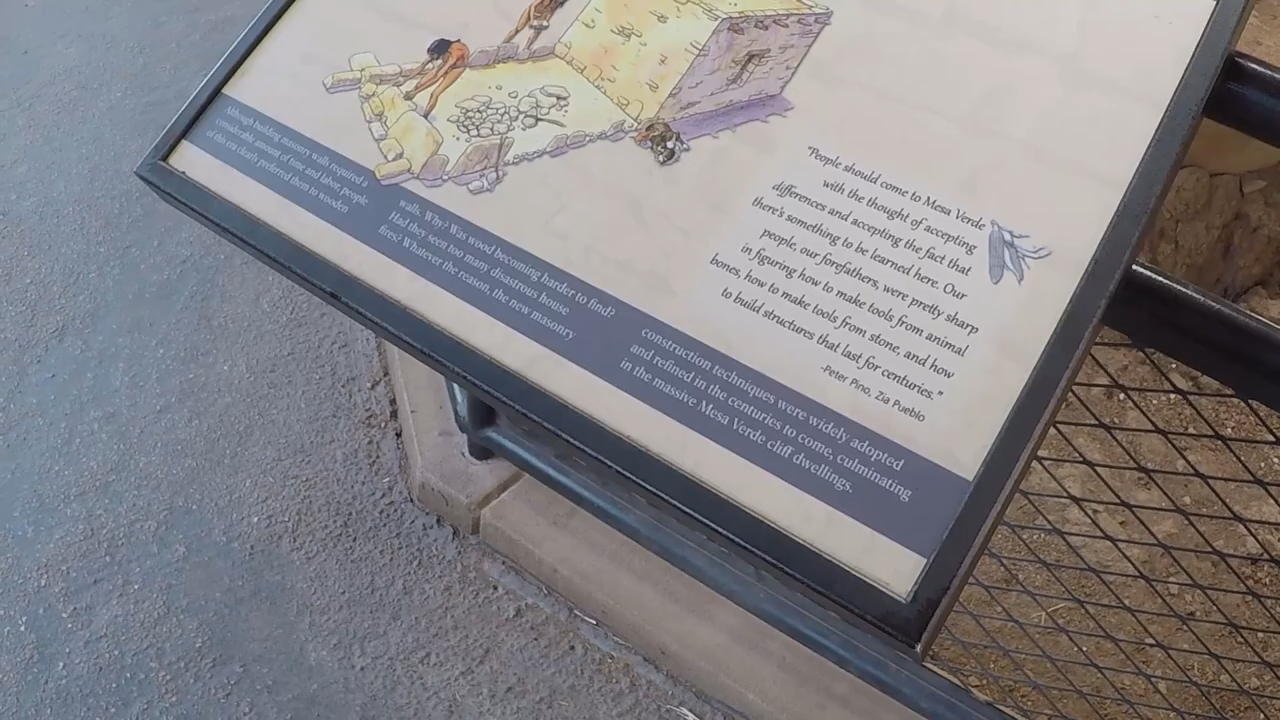 "People should come to Mesa Verde
with the thought of accepting
differences and accepting the fact that
there's something to be learned here. Our
people, our forefathers, were pretty sharp
in figuring how to make tools from animal
bones, how to make tools from stone, and how
to build structures that last for centuries."
-Peter Pino, Zia Pueblo
Although building masonry walls required a
considerable amount of time and labor, people
of this era clearly preferred them to wooden
walls. Why? Was wood becoming harder to find?
Had they seen too many disastrous house
fires? Whatever the reason, the new masonry
construction techniques were widely adopted
and refined in the centuries to come, culminating
in the massive Mesa Verde cliff dwellings.